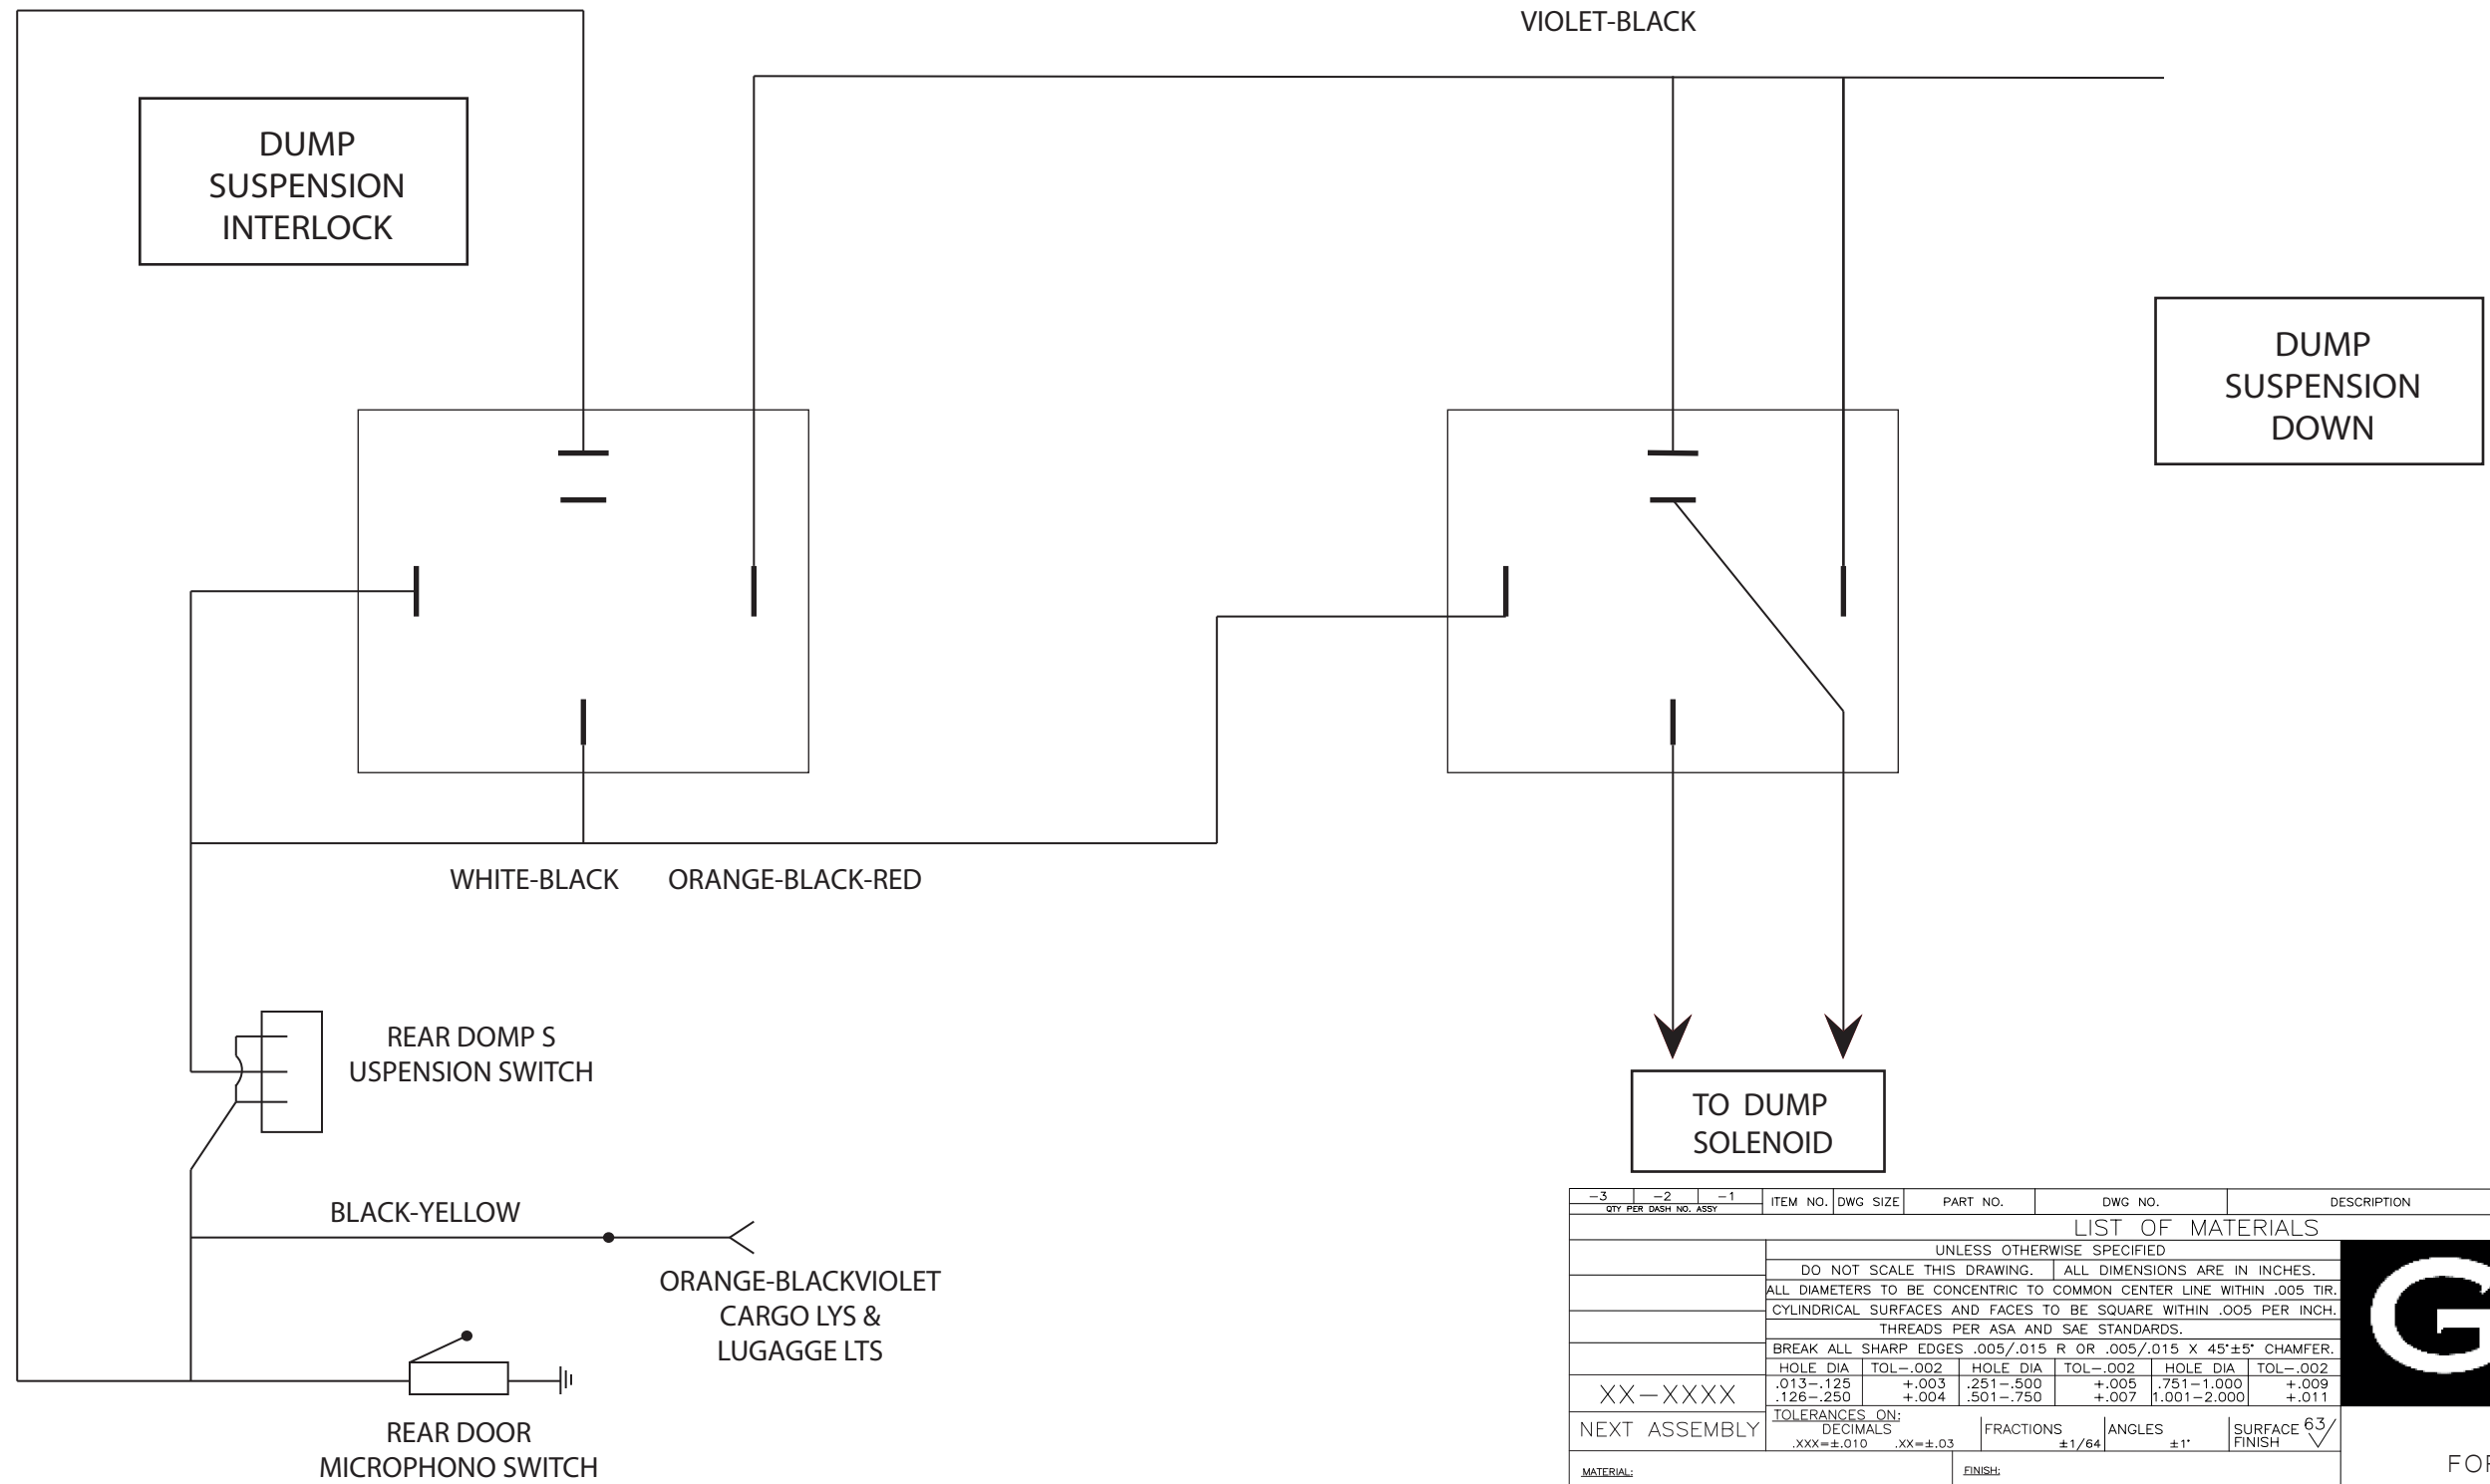 VIOLET-BLACK
DUMP
SUSPENSION
INTERLOCK
DUMP
SUSPENSION
DOWN
WHITE-BLACK
ORANGE-BLACK-RED
REAR DOMP S
USPENSION SWITCH
TO DUMP
SOLENOID
BLACK-YELLOW
ORANGE-BLACKVIOLET
CARGO LYS &
LUGAGGE LTS
REAR DOOR
MICROPHONO SWITCH
-3 -2 -1 ITEM NO. DWG SIZE PART NO. DWG NO. DESCRIPTION
QTY PER DASH NO. ASSY
LIST OF MATERIALS
UNLESS OTHERWISE SPECIFIED
DO NOT SCALE THIS DRAWING. ALL DIMENSIONS ARE IN INCHES.
ALL DIAMETERS TO BE CONCENTRIC TO COMMON CENTER LINE WITHIN .005 TIR.
CYLINDRICAL SURFACES AND FACES TO BE SQUARE WITHIN .005 PER INCH.
THREADS PER ASA AND SAE STANDARDS.
BREAK ALL SHARP EDGES .005/.015 R OR .005/.015 X 45°±5° CHAMFER.
HOLE DIA TOL-.002 HOLE DIA TOL-.002 HOLE DIA TOL-.002
.013-.125 +.003 .251-.500 +.005 .751-1.000 +.009
.126-.250 +.004 .501-.750 +.007 1.001-2.000 +.011
XX-XXXX
NEXT ASSEMBLY
TOLERANCES ON:
DECIMALS
.XXX=±.010 .XX=±.03
FRACTIONS
±1/64
ANGLES
±1°
SURFACE 63
FINISH
MATERIAL:
FINISH:
G